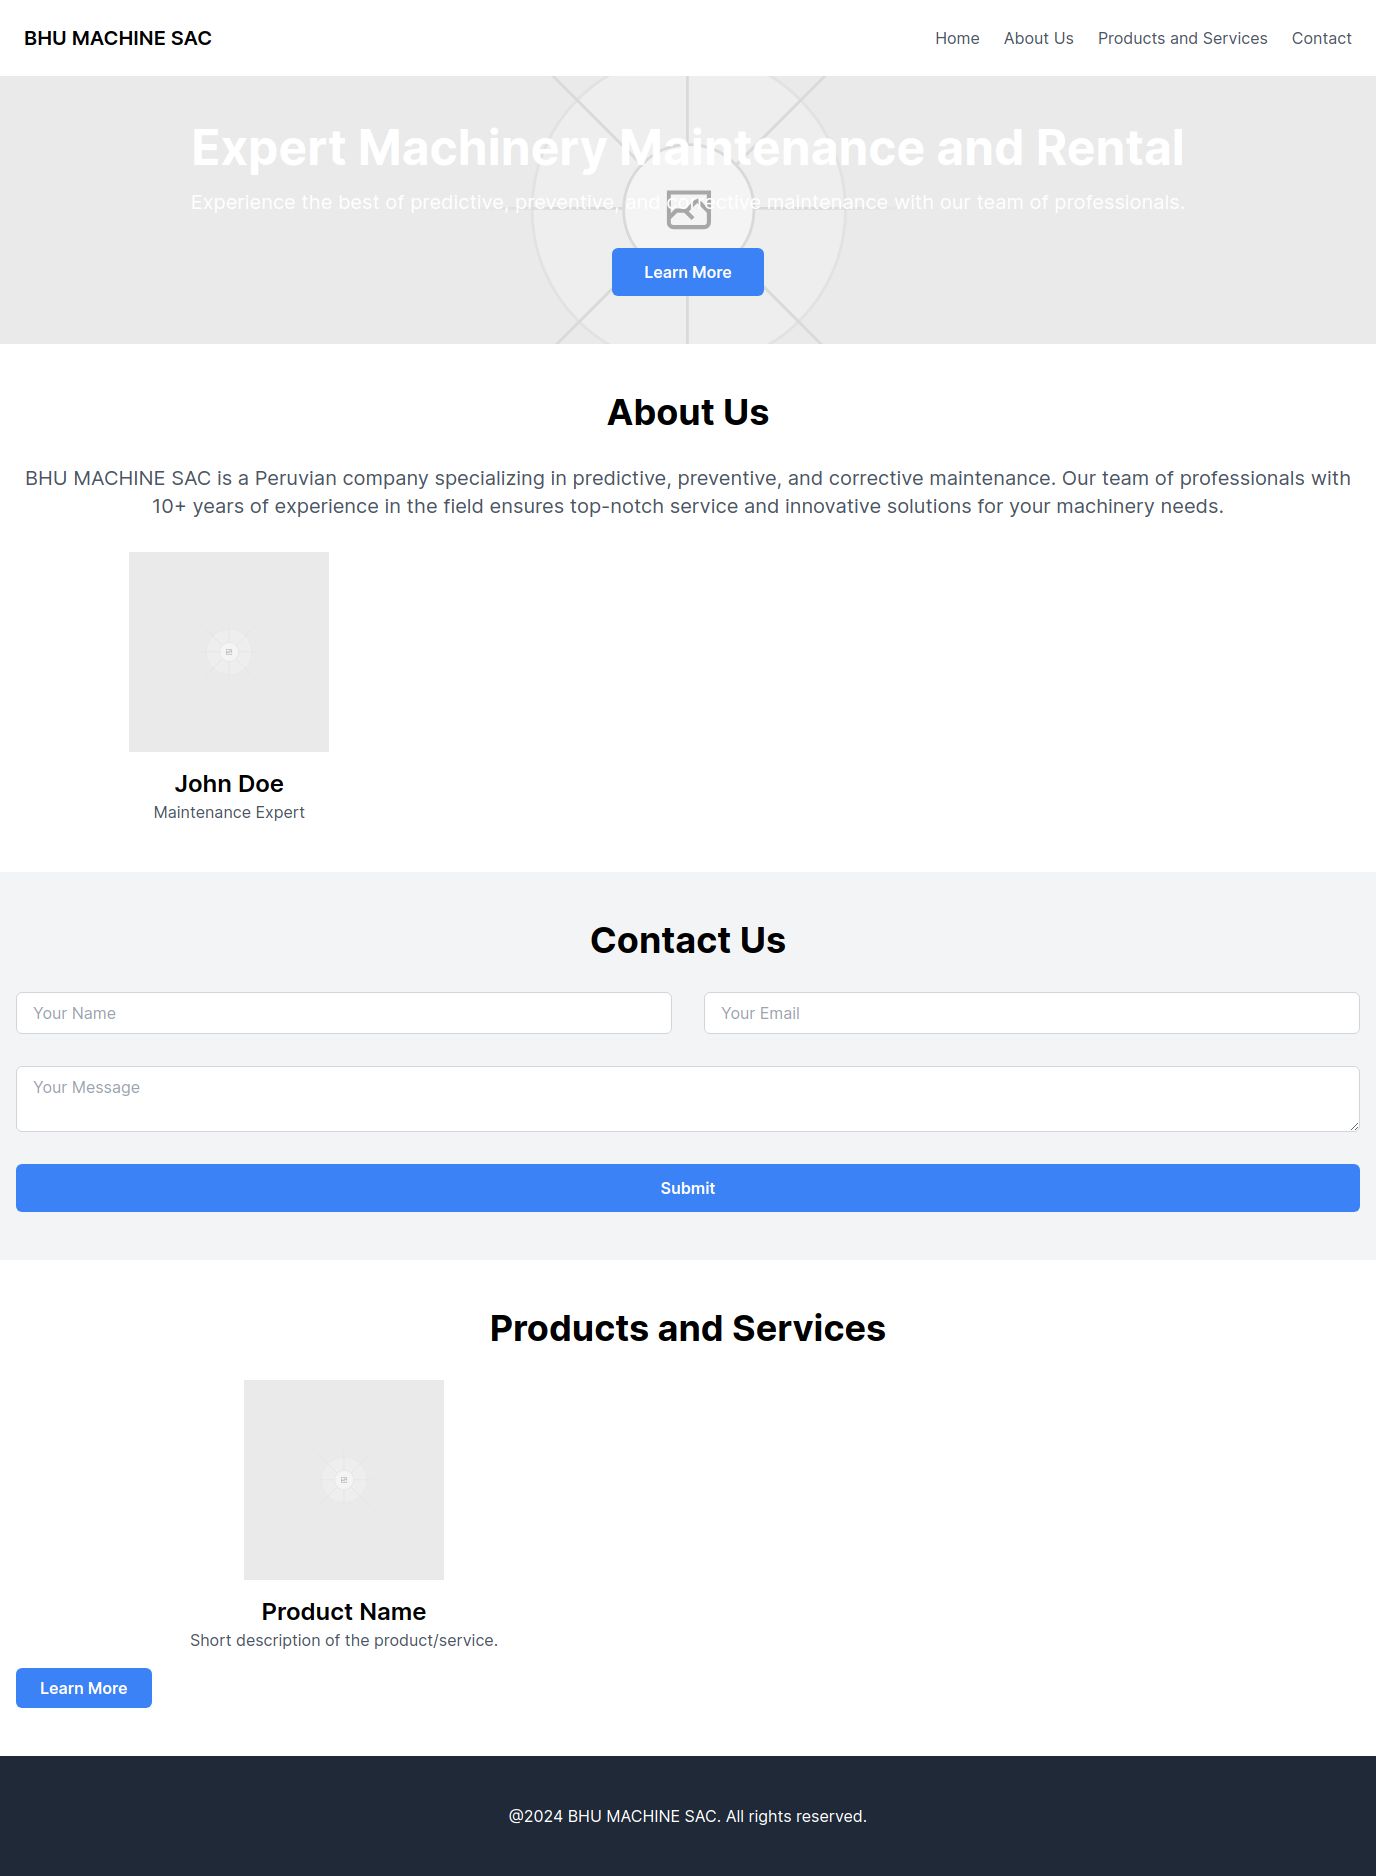 BHU MACHINE SAC
Home
About Us
Products and Services
Contact
Expert Machinery Maintenance and Rental
Experience the best of predictive, preventive, and corrective maintenance with our team of professionals.
Learn More
About Us
BHU MACHINE SAC is a Peruvian company specializing in predictive, preventive, and corrective maintenance. Our team of professionals with
10+ years of experience in the field ensures top-notch service and innovative solutions for your machinery needs.
John Doe
Maintenance Expert
Contact Us
Your Name
Your Email
Your Message
Submit
Products and Services
Product Name
Short description of the product/service.
Learn More
@2024 BHU MACHINE SAC. All rights reserved.